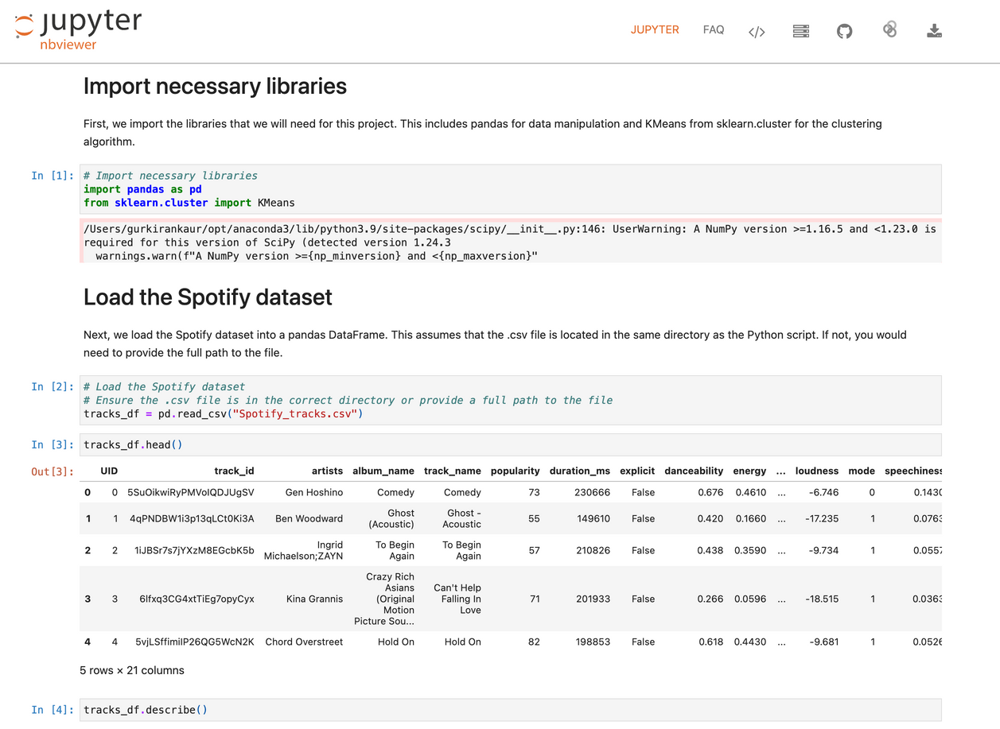 jupyter
nbviewer
JUPYTER FAQ </>
Import necessary libraries
First, we import the libraries that we will need for this project. This includes pandas for data manipulation and KMeans from sklearn.cluster for the clustering
algorithm.
In [1]: # Import necessary libraries
import pandas as pd
from sklearn.cluster import KMeans
/Users/gurkirankaur/opt/anaconda3/lib/python3.9/site-packages/scipy/__init__.py:146: UserWarning: A NumPy version >=1.16.5 and <1.23.0 is
required for this version of SciPy (detected version 1.24.3
warnings.warn(f"A NumPy version >={np_minversion} and <{np_maxversion}"
Load the Spotify dataset
Next, we load the Spotify dataset into a pandas DataFrame. This assumes that the .csv file is located in the same directory as the Python script. If not, you would
need to provide the full path to the file.
In [2]: # Load the Spotify dataset
# Ensure the .csv file is in the correct directory or provide a full path to the file
tracks_df = pd.read_csv("Spotify_tracks.csv")
In [3]: tracks_df.head()
Out[3]: UID track_id artists album_name track_name popularity duration_ms explicit danceability energy ... loudness mode speechiness
0 0 5SuOikwiRyPMVoIQDJUgSV Gen Hoshino Comedy Comedy 73 230666 False 0.676 0.4610 ... -6.746 0 0.1430
1 1 4qPNDBW1i3p13qLCt0Ki3A Ben Woodward Ghost (Acoustic) Ghost - Acoustic 55 149610 False 0.420 0.1660 ... -17.235 1 0.0763
2 2 1iJBSr7s7jYXzM8EGcbK5b Ingrid Michaelson;ZAYN To Begin Again To Begin Again 57 210826 False 0.438 0.3590 ... -9.734 1 0.0557
3 3 6lfxq3CG4xtTiEg7opyCyx Kina Grannis Crazy Rich Asians (Original Motion Picture Sou... Can't Help Falling In Love 71 201933 False 0.266 0.0596 ... -18.515 1 0.0363
4 4 5vjLSffimiIP26QG5WcN2K Chord Overstreet Hold On Hold On 82 198853 False 0.618 0.4430 ... -9.681 1 0.0526
5 rows × 21 columns
In [4]: tracks_df.describe()